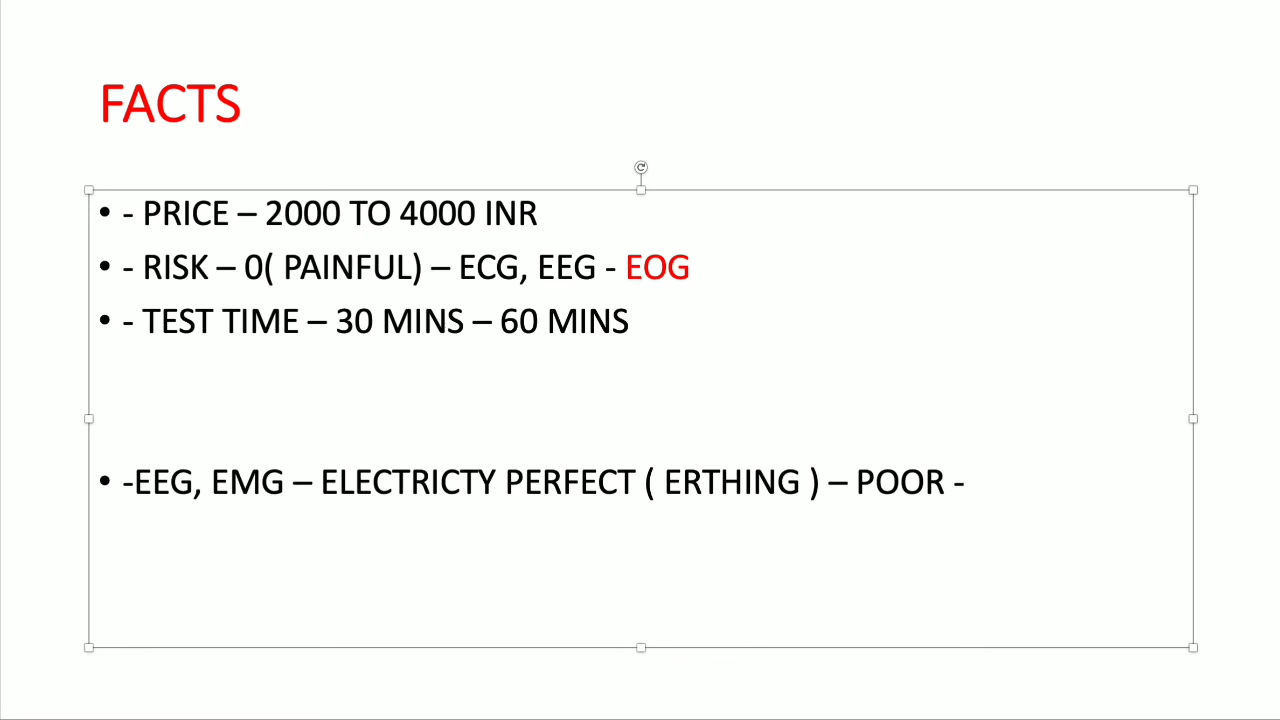 FACTS
• - PRICE – 2000 TO 4000 INR
• - RISK – 0( PAINFUL) – ECG, EEG - EOG
• - TEST TIME – 30 MINS – 60 MINS
• -EEG, EMG – ELECTRICTY PERFECT ( ERTHING ) – POOR -